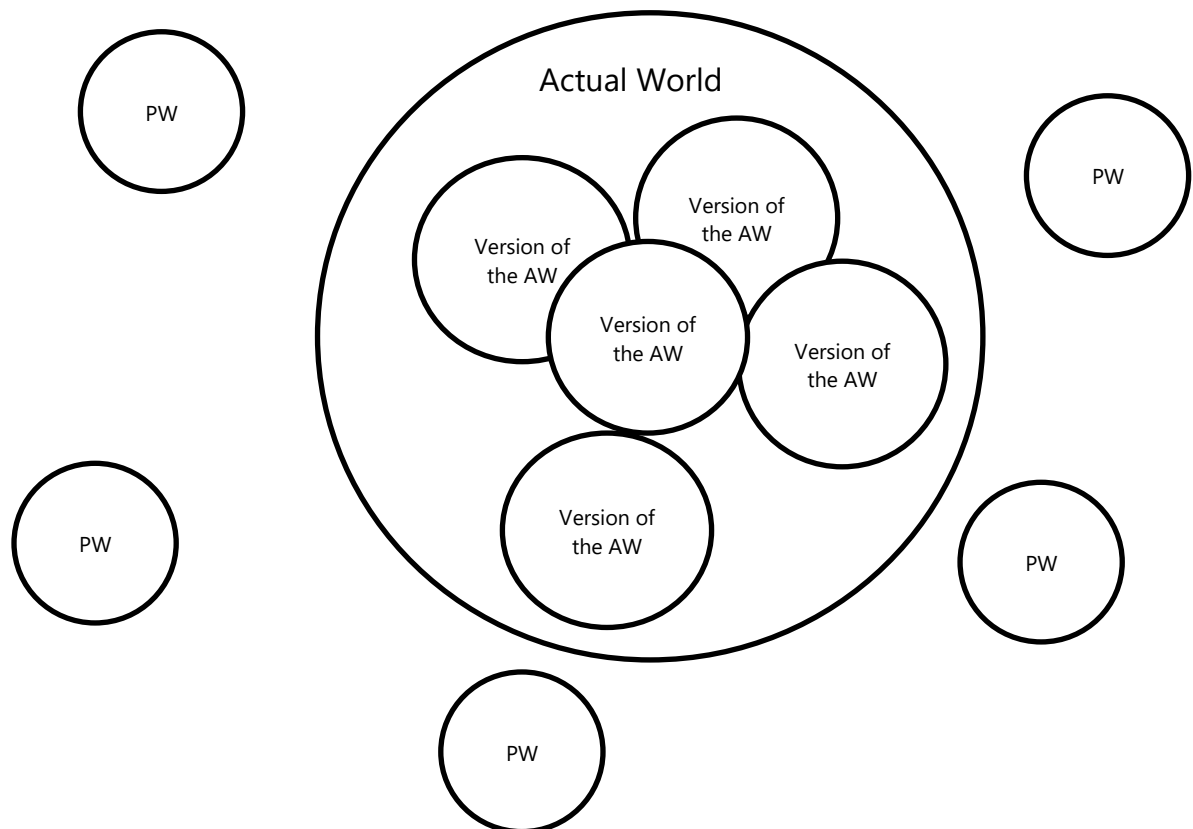 Actual World
PW
PW
Version of
the AW
Version of
the AW
Version of
the AW
Version of
the AW
Version of
the AW
PW
PW
PW